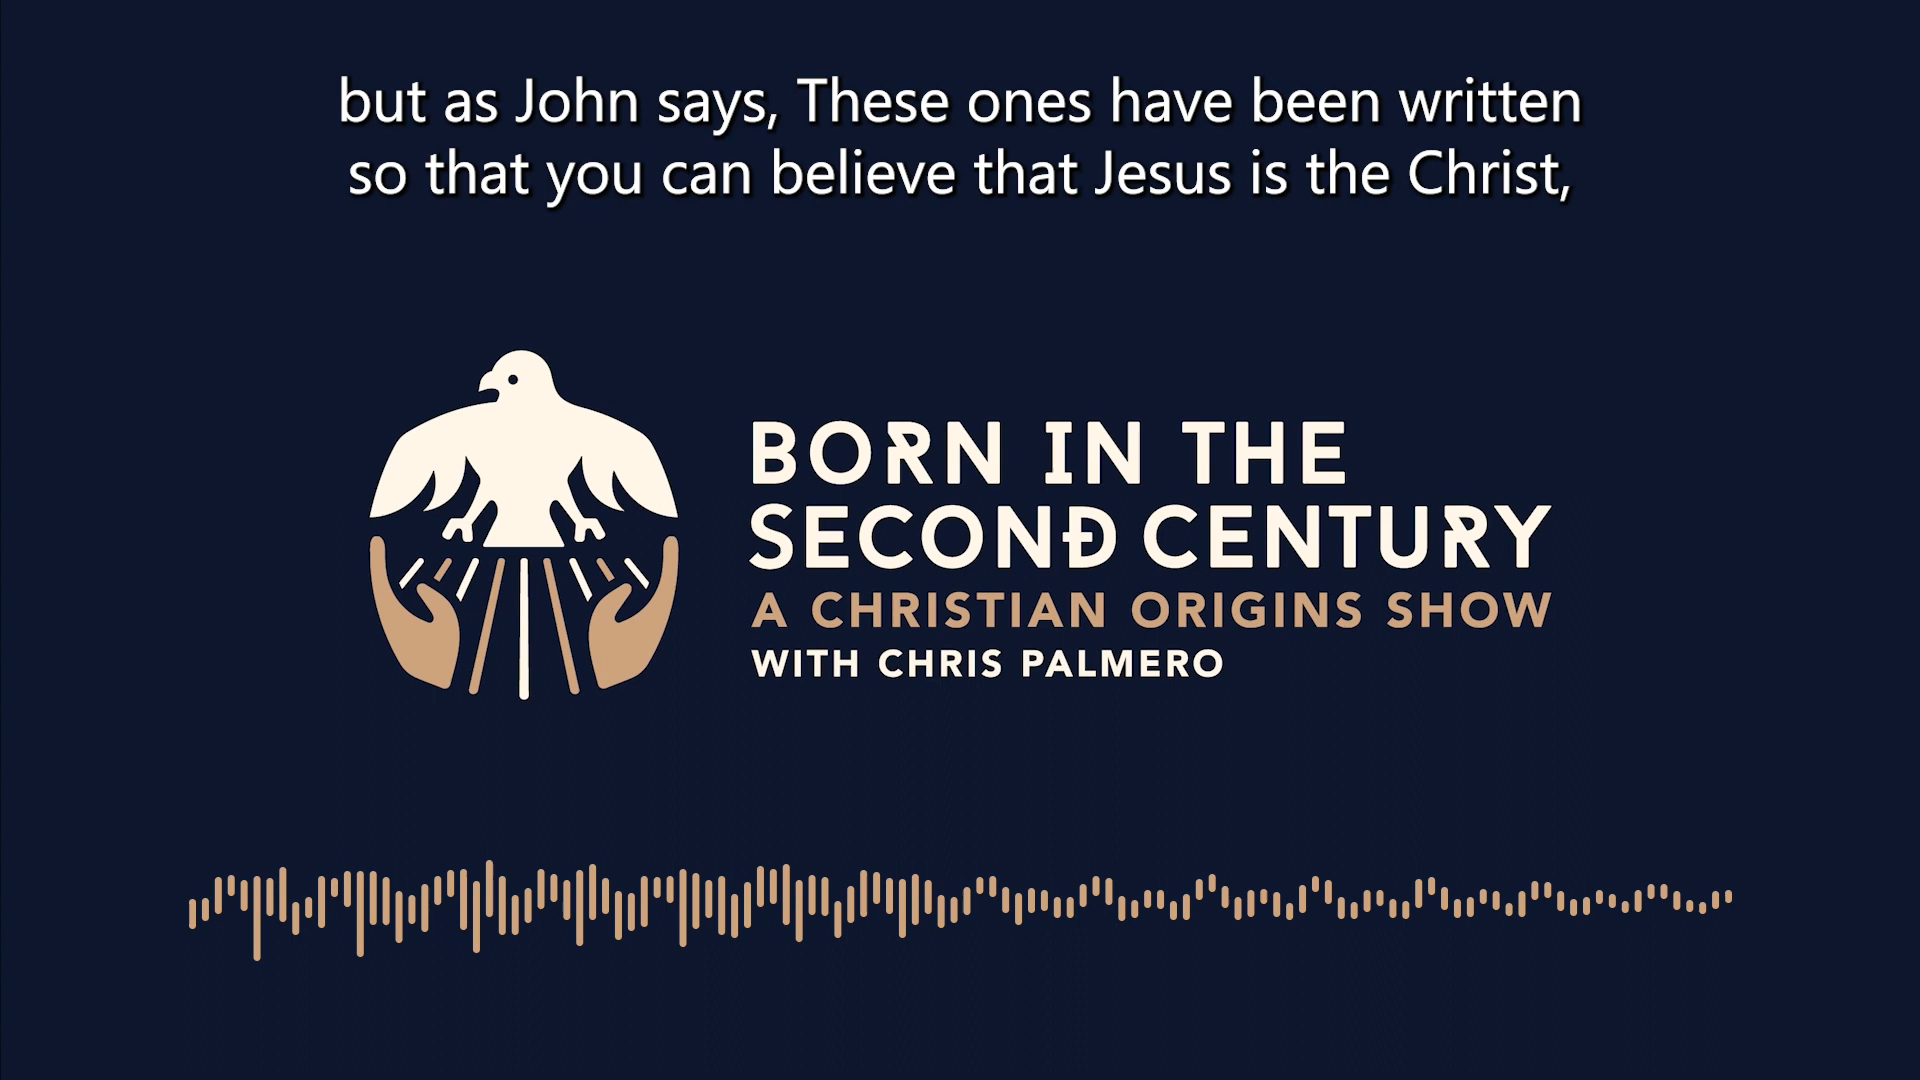 but as John says, These ones have been written
so that you can believe that Jesus is the Christ,
BORN IN THE
SECOND CENTURY
A CHRISTIAN ORIGINS SHOW
WITH CHRIS PALMERO